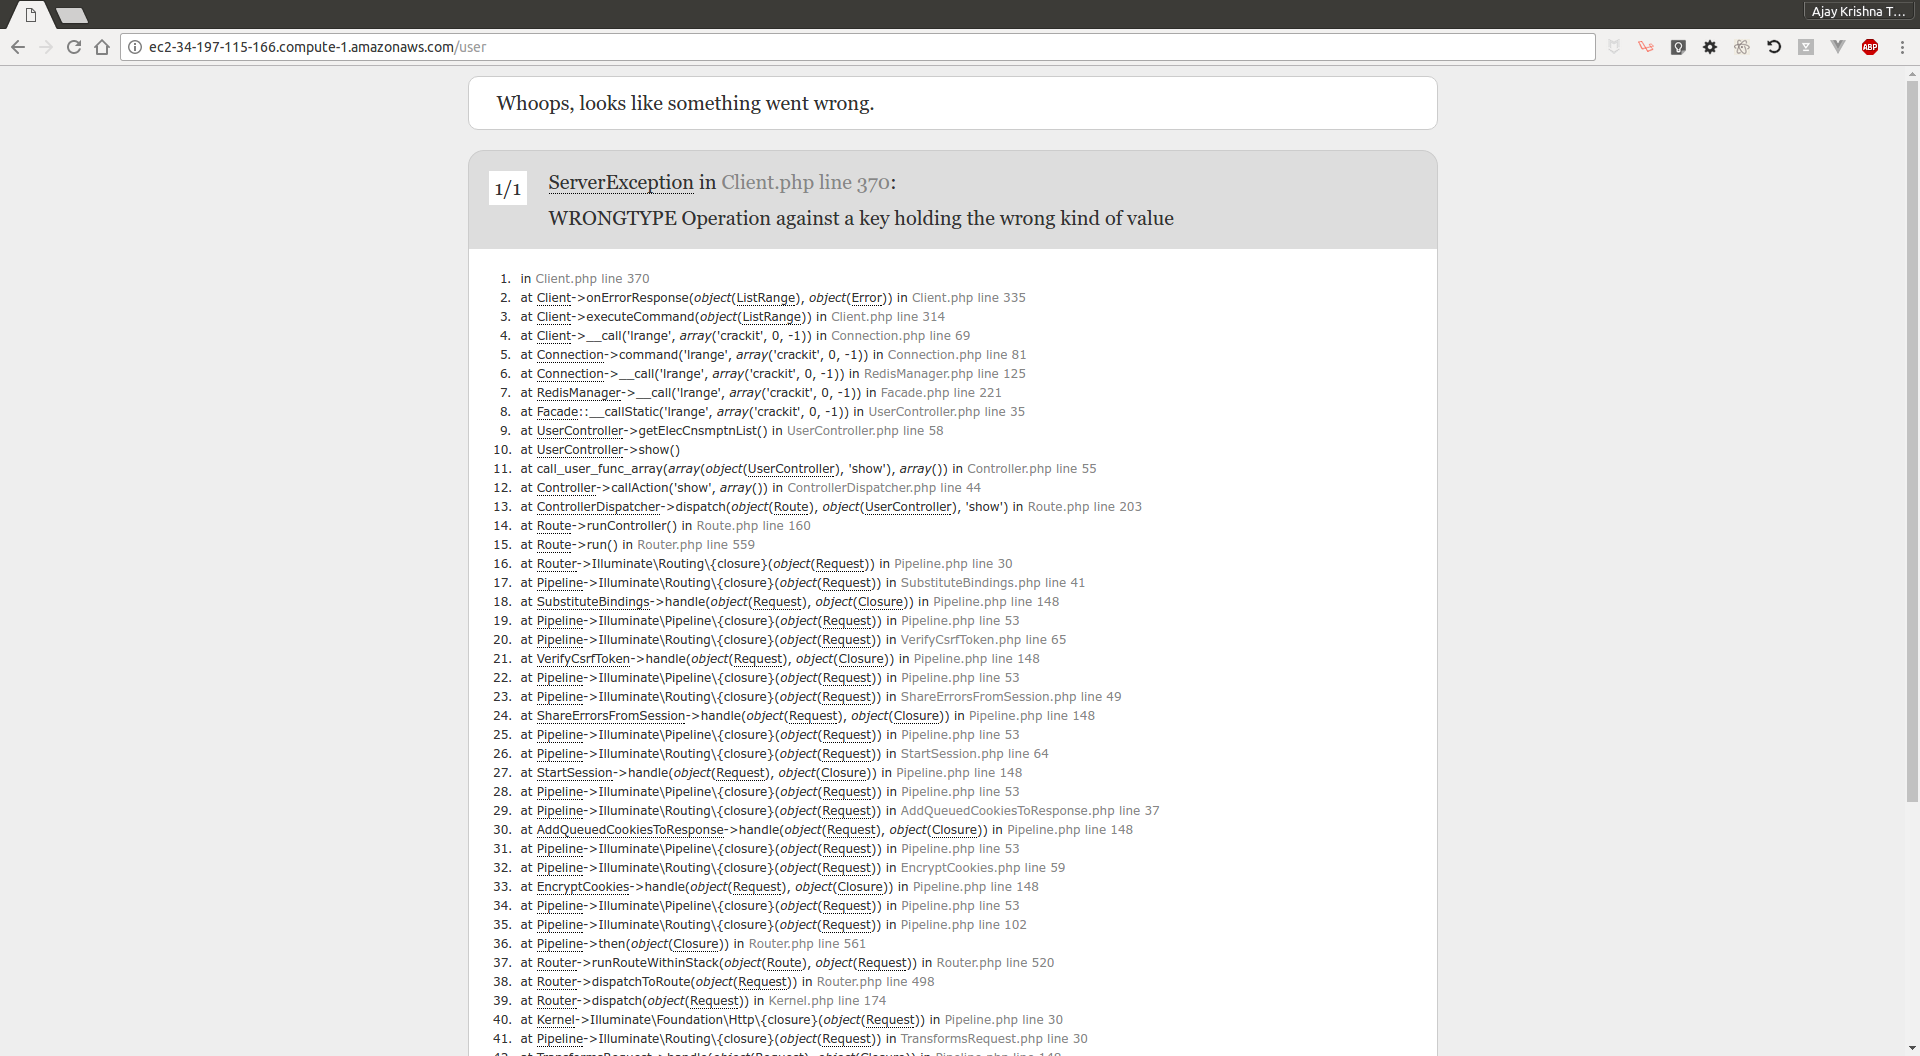 Ajay Krishna T...
ec2-34-197-115-166.compute-1.amazonaws.com/user
ABP
Whoops, looks like something went wrong.
1/1
ServerException in Client.php line 370:
WRONGTYPE Operation against a key holding the wrong kind of value
1. in Client.php line 370
2. at Client->onErrorResponse(object(ListRange), object(Error)) in Client.php line 335
3. at Client->executeCommand(object(ListRange)) in Client.php line 314
4. at Client->__call('lrange', array('crackit', 0, -1)) in Connection.php line 69
5. at Connection->command('lrange', array('crackit', 0, -1)) in Connection.php line 81
6. at Connection->__call('lrange', array('crackit', 0, -1)) in RedisManager.php line 125
7. at RedisManager->__call('lrange', array('crackit', 0, -1)) in Facade.php line 221
8. at Facade::__callStatic('lrange', array('crackit', 0, -1)) in UserController.php line 35
9. at UserController->getElecCnsmptnList() in UserController.php line 58
10. at UserController->show()
11. at call_user_func_array(array(object(UserController), 'show'), array()) in Controller.php line 55
12. at Controller->callAction('show', array()) in ControllerDispatcher.php line 44
13. at ControllerDispatcher->dispatch(object(Route), object(UserController), 'show') in Route.php line 203
14. at Route->runController() in Route.php line 160
15. at Route->run() in Router.php line 559
16. at Router->Illuminate\Routing\{closure}(object(Request)) in Pipeline.php line 30
17. at Pipeline->Illuminate\Routing\{closure}(object(Request)) in SubstituteBindings.php line 41
18. at SubstituteBindings->handle(object(Request), object(Closure)) in Pipeline.php line 148
19. at Pipeline->Illuminate\Pipeline\{closure}(object(Request)) in Pipeline.php line 53
20. at Pipeline->Illuminate\Routing\{closure}(object(Request)) in VerifyCsrfToken.php line 65
21. at VerifyCsrfToken->handle(object(Request), object(Closure)) in Pipeline.php line 148
22. at Pipeline->Illuminate\Pipeline\{closure}(object(Request)) in Pipeline.php line 53
23. at Pipeline->Illuminate\Routing\{closure}(object(Request)) in ShareErrorsFromSession.php line 49
24. at ShareErrorsFromSession->handle(object(Request), object(Closure)) in Pipeline.php line 148
25. at Pipeline->Illuminate\Pipeline\{closure}(object(Request)) in Pipeline.php line 53
26. at Pipeline->Illuminate\Routing\{closure}(object(Request)) in StartSession.php line 64
27. at StartSession->handle(object(Request), object(Closure)) in Pipeline.php line 148
28. at Pipeline->Illuminate\Pipeline\{closure}(object(Request)) in Pipeline.php line 53
29. at Pipeline->Illuminate\Routing\{closure}(object(Request)) in AddQueuedCookiesToResponse.php line 37
30. at AddQueuedCookiesToResponse->handle(object(Request), object(Closure)) in Pipeline.php line 148
31. at Pipeline->Illuminate\Pipeline\{closure}(object(Request)) in Pipeline.php line 53
32. at Pipeline->Illuminate\Routing\{closure}(object(Request)) in EncryptCookies.php line 59
33. at EncryptCookies->handle(object(Request), object(Closure)) in Pipeline.php line 148
34. at Pipeline->Illuminate\Pipeline\{closure}(object(Request)) in Pipeline.php line 53
35. at Pipeline->Illuminate\Routing\{closure}(object(Request)) in Pipeline.php line 102
36. at Pipeline->then(object(Closure)) in Router.php line 561
37. at Router->runRouteWithinStack(object(Route), object(Request)) in Router.php line 520
38. at Router->dispatchToRoute(object(Request)) in Router.php line 498
39. at Router->dispatch(object(Request)) in Kernel.php line 174
40. at Kernel->Illuminate\Foundation\Http\{closure}(object(Request)) in Pipeline.php line 30
41. at Pipeline->Illuminate\Routing\{closure}(object(Request)) in TransformsRequest.php line 30
42. at TransformsRequest->handle(object(Request), object(Closure)) in Pipeline.php line 148